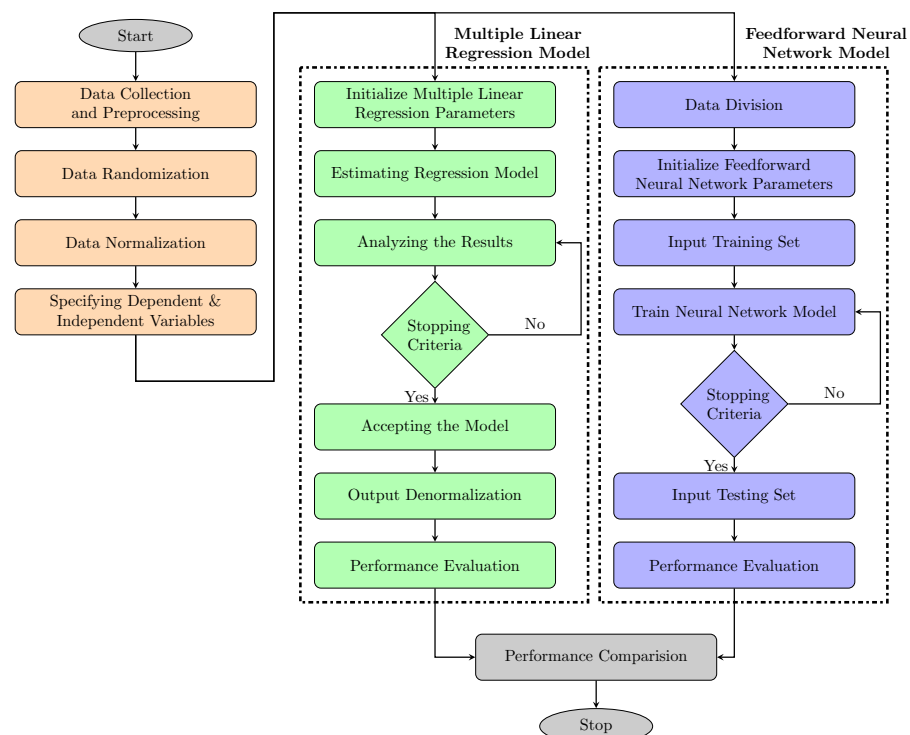 Start
Data Collection
and Preprocessing
Data Randomization
Data Normalization
Specifying Dependent &
Independent Variables
Multiple Linear
Regression Model
Initialize Multiple Linear
Regression Parameters
Estimating Regression Model
Analyzing the Results
Stopping
Criteria
No
Yes
Accepting the Model
Output Denormalization
Performance Evaluation
Feedforward Neural
Network Model
Data Division
Initialize Feedforward
Neural Network Parameters
Input Training Set
Train Neural Network Model
Stopping
Criteria
No
Yes
Input Testing Set
Performance Evaluation
Performance Comparision
Stop